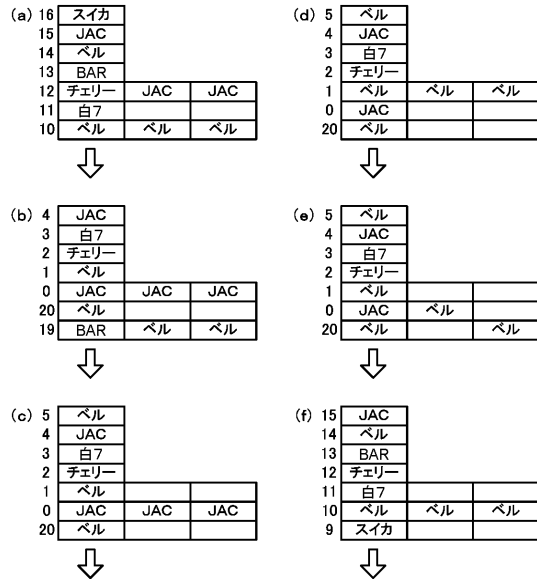 (a) 16 スイカ
15 JAC
14 ベル
13 BAR
12 チェリー JAC JAC
11 白7
10 ベル ベル ベル
(b) 4 JAC
3 白7
2 チェリー
1 ベル
0 JAC JAC JAC
20 ベル
19 BAR ベル ベル
(c) 5 ベル
4 JAC
3 白7
2 チェリー
1 ベル
0 JAC JAC JAC
20 ベル
(d) 5 ベル
4 JAC
3 白7
2 チェリー
1 ベル ベル ベル
0 JAC
20 ベル
(e) 5 ベル
4 JAC
3 白7
2 チェリー
1 ベル
0 JAC ベル
20 ベル ベル
(f) 15 JAC
14 ベル
13 BAR
12 チェリー
11 白7
10 ベル ベル ベル
9 スイカ